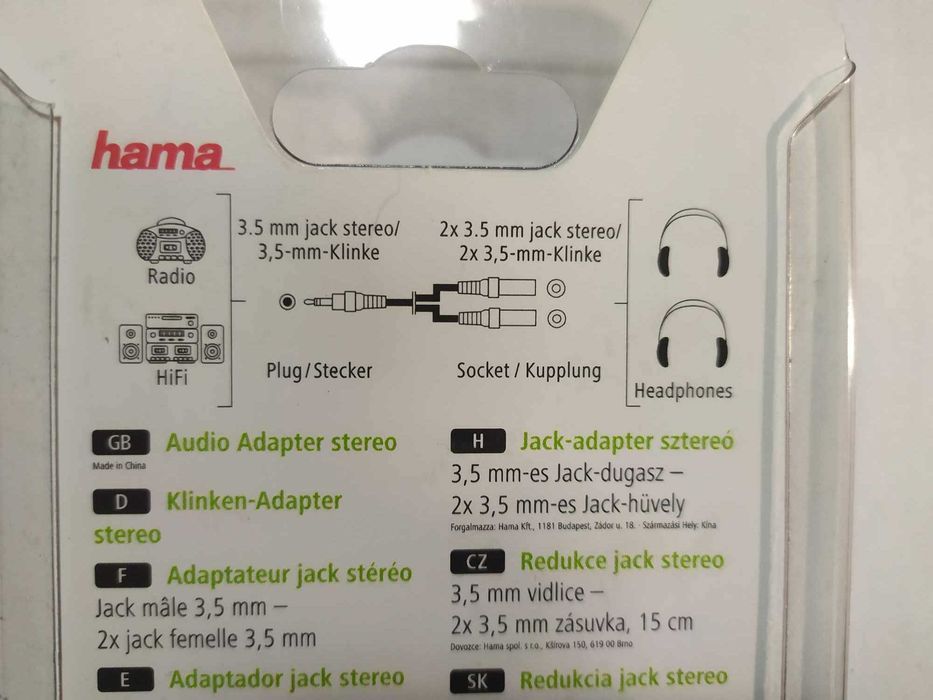 hama
3.5 mm jack stereo/
3,5-mm-Klinke
2x 3.5 mm jack stereo/
2x 3,5-mm-Klinke
Radio
HiFi
Plug/Stecker
Socket / Kupplung
Headphones
GB Audio Adapter stereo
Made in China
D Klinken-Adapter
stereo
F Adaptateur jack stéréo
Jack mâle 3,5 mm –
2x jack femelle 3,5 mm
E Adaptador jack stereo
H Jack-adapter sztereó
3,5 mm-es Jack-dugasz –
2x 3,5 mm-es Jack-hüvely
Forgalmazza: Hama Kft., 1181 Budapest, Zádor u. 18. · Származási Hely: Kína
CZ Redukce jack stereo
3,5 mm vidlice –
2x 3,5 mm zásuvka, 15 cm
Dovozce: Hama spol. s r.o., Kšírova 150, 619 00 Brno
SK Redukcia jack stereo